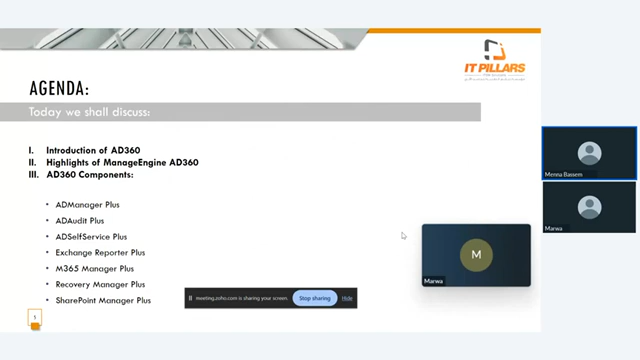 IT PILLARS
AGENDA:
Today we shall discuss:
I. Introduction of AD360
II. Highlights of ManageEngine AD360
III. AD360 Components:
• ADManager Plus
• ADAudit Plus
• ADSelfService Plus
• Exchange Reporter Plus
• M365 Manager Plus
• Recovery Manager Plus
• SharePoint Manager Plus
meeting.zoho.com is sharing your screen.
Stop sharing
Hide
M
Marwa
Menna Bassem
Marwa